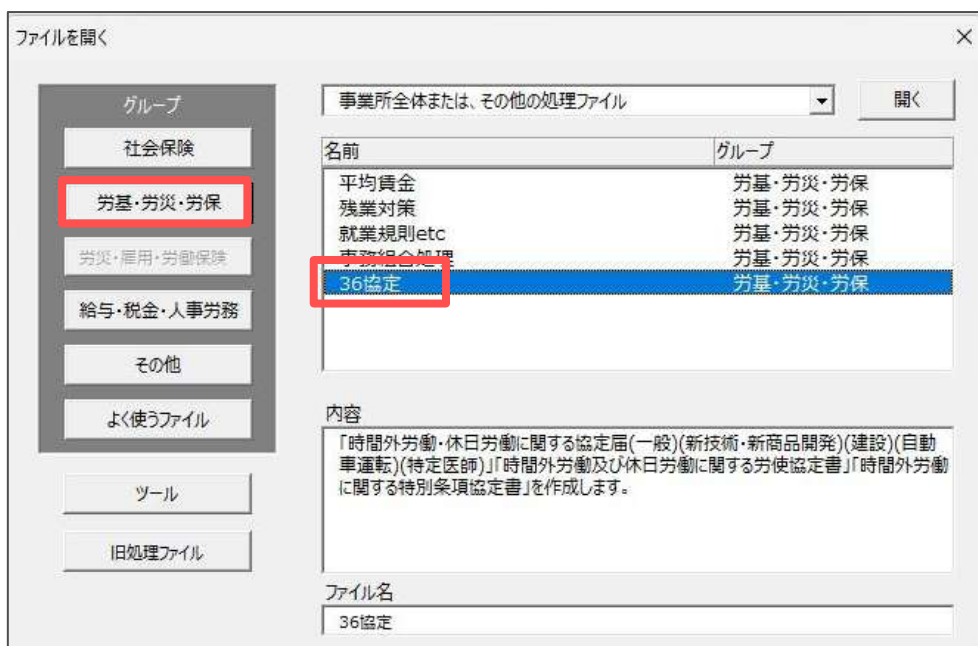 ファイルを開く
グループ
社会保険
労基・労災・労保
労災・雇用・労働保険
給与・税金・人事労務
その他
よく使うファイル
ツール
旧処理ファイル
事業所全体または、その他の処理ファイル
開く
名前 グループ
平均賃金 労基・労災・労保
残業対策 労基・労災・労保
就業規則etc 労基・労災・労保
事務組合処理 労基・労災・労保
36協定 労基・労災・労保
内容
「時間外労働・休日労働に関する協定届(一般)(新技術・新商品開発)(建設)(自動
車運転)(特定医師)」「時間外労働及び休日労働に関する労使協定書」「時間外労働
に関する特別条項協定書」を作成します。
ファイル名
36協定